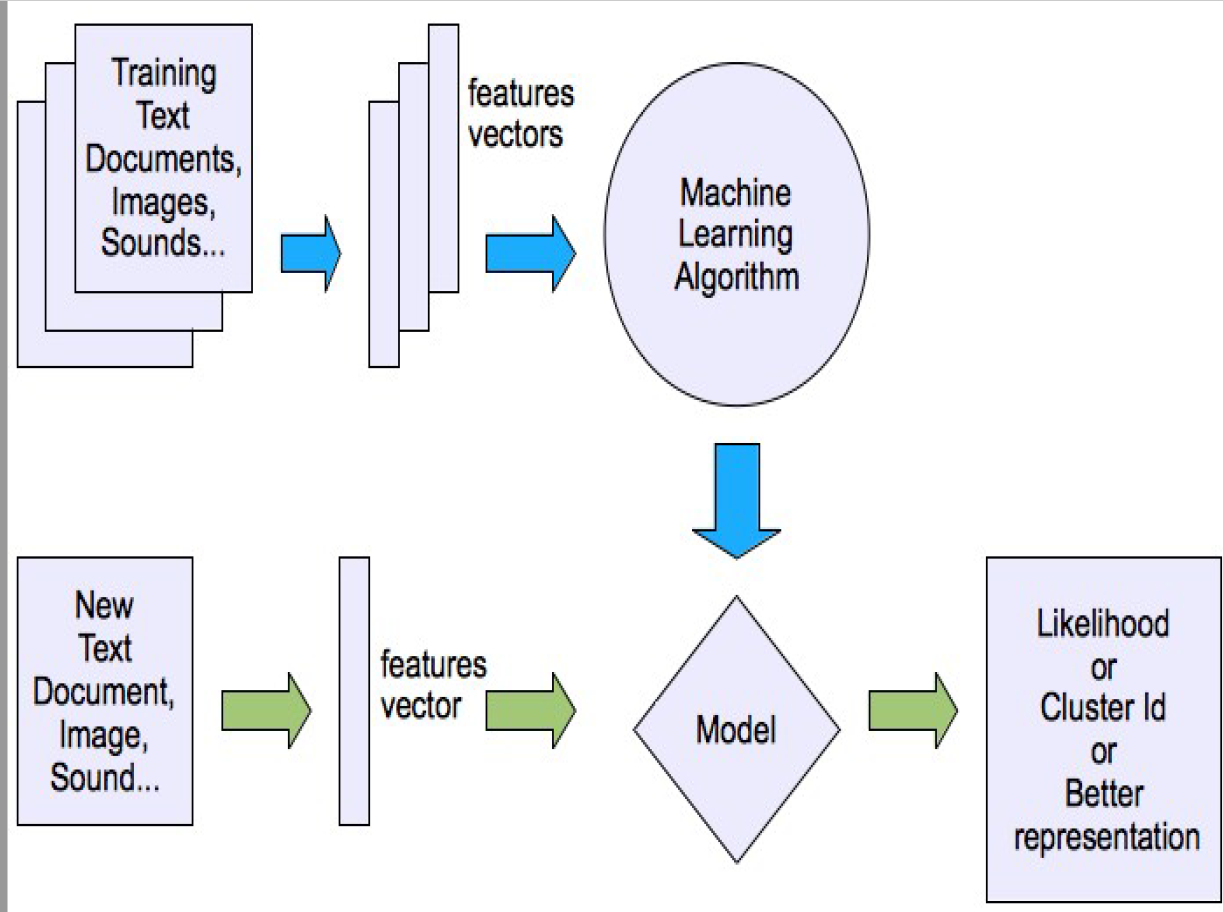 Training
Text
Documents,
Images,
Sounds...
features
vectors
Machine
Learning
Algorithm
New
Text
Document,
Image,
Sound...
features
vector
Model
Likelihood
or
Cluster Id
or
Better
representation